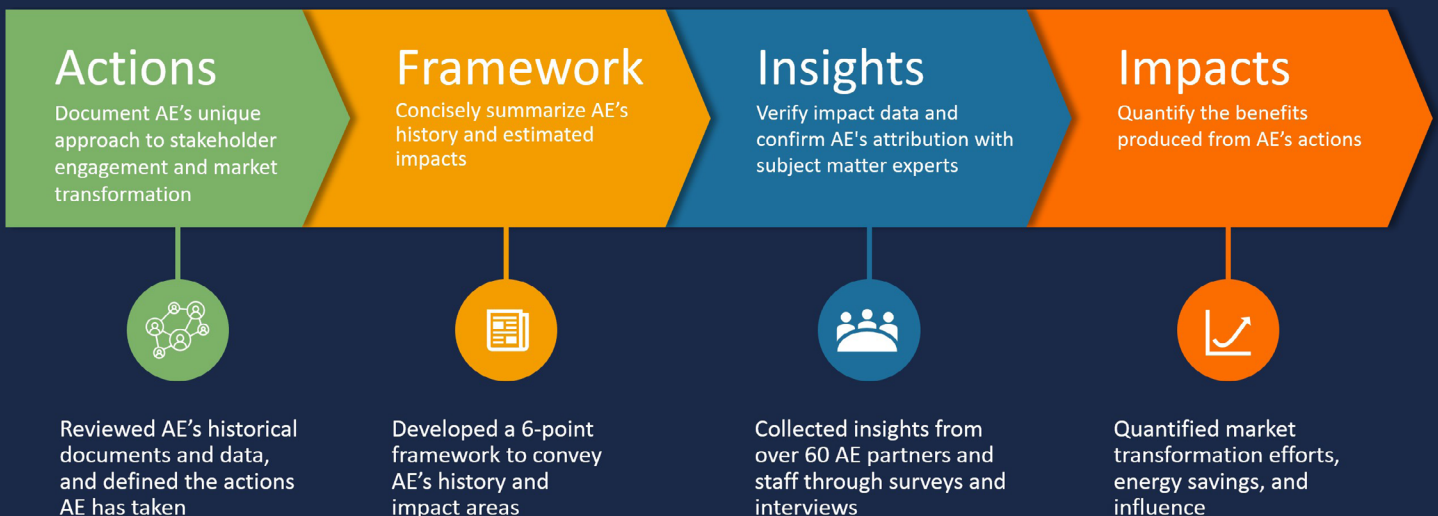 Actions
Document AE’s unique
approach to stakeholder
engagement and market
transformation
Framework
Concisely summarize AE’s
history and estimated
impacts
Insights
Verify impact data and
confirm AE's attribution with
subject matter experts
Impacts
Quantify the benefits
produced from AE’s actions
Reviewed AE’s historical
documents and data,
and defined the actions
AE has taken
Developed a 6-point
framework to convey
AE’s history and
impact areas
Collected insights from
over 60 AE partners and
staff through surveys and
interviews
Quantified market
transformation efforts,
energy savings, and
influence